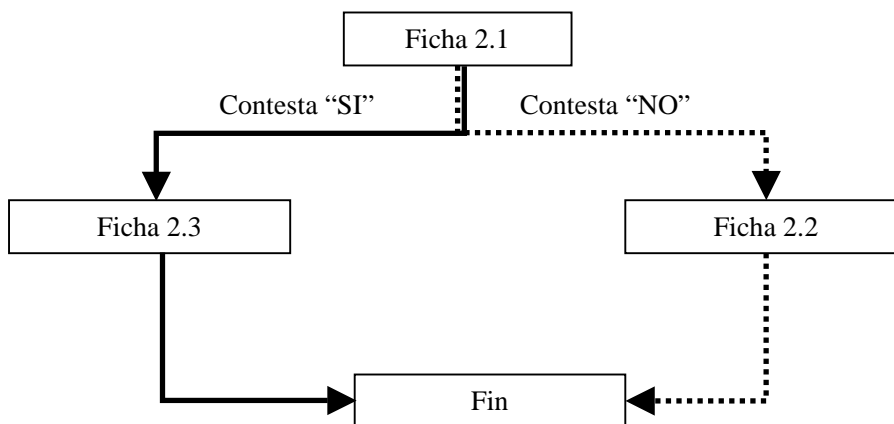 Ficha 2.1
Contesta “SI”
Contesta “NO”
Ficha 2.3
Ficha 2.2
Fin